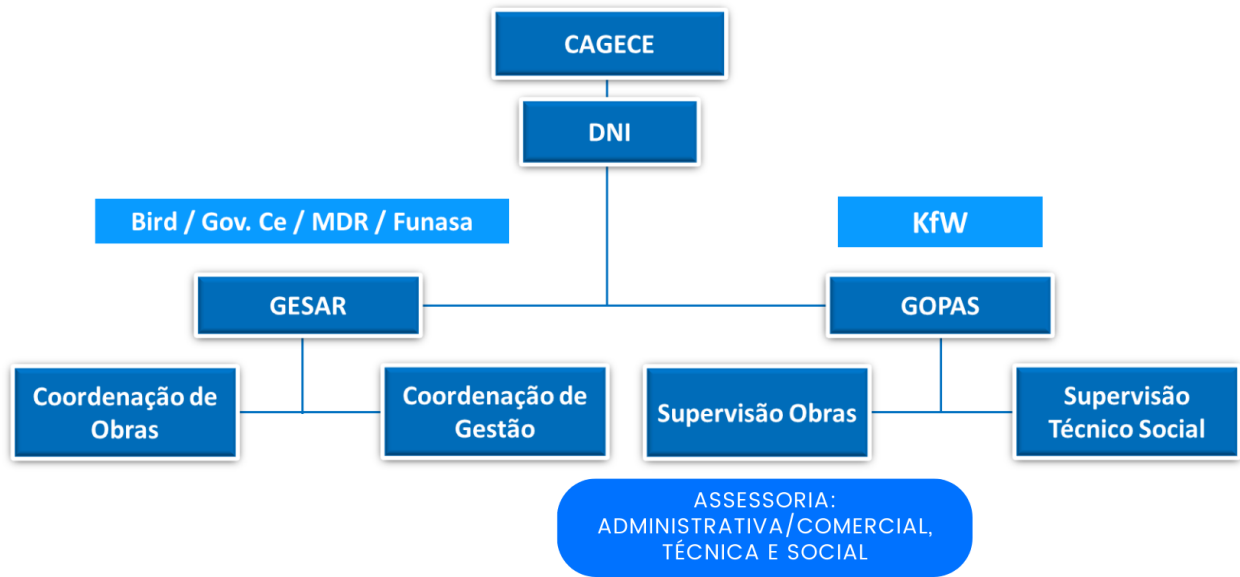 CAGECE
DNI
Bird / Gov. Ce / MDR / Funasa
KfW
GESAR
GOPAS
Coordenação de
Obras
Coordenação de
Gestão
Supervisão Obras
Supervisão
Técnico Social
ASSESSORIA:
ADMINISTRATIVA/COMERCIAL,
TÉCNICA E SOCIAL